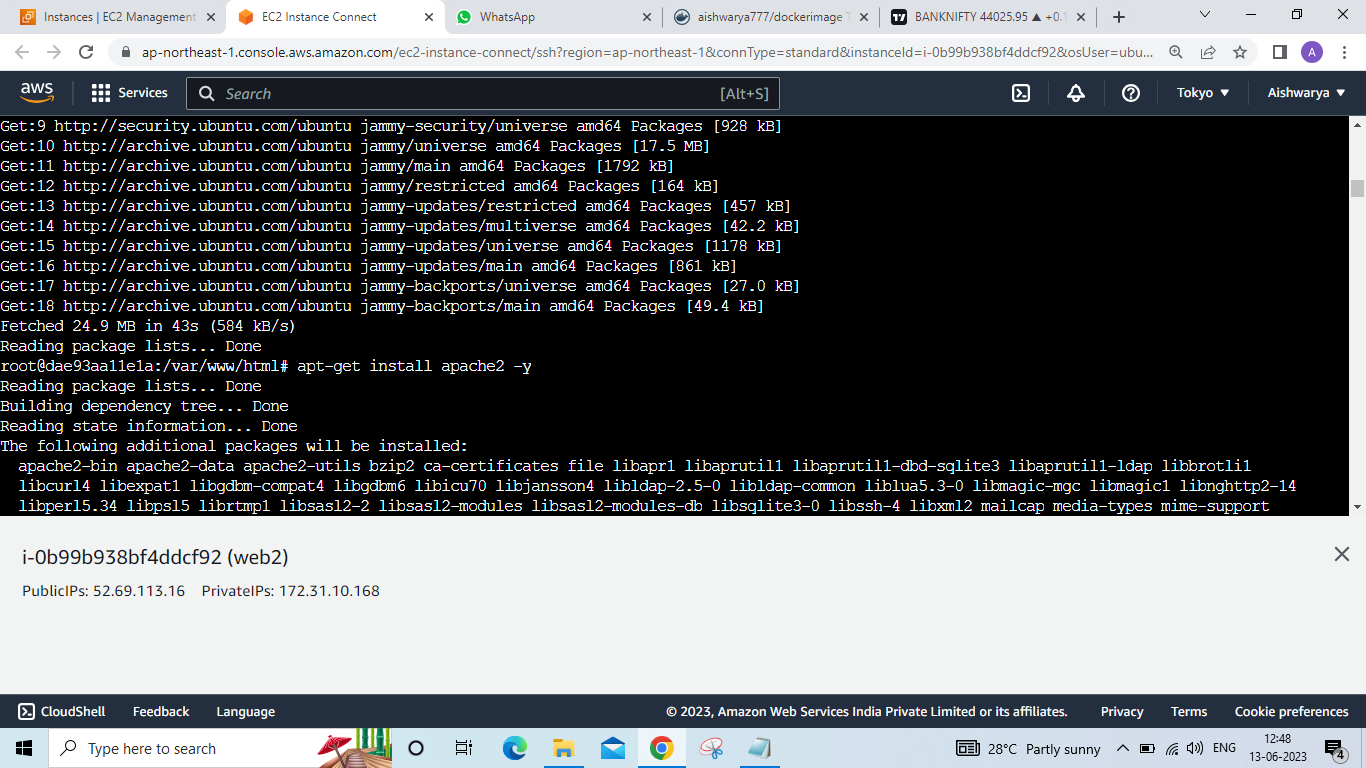 Instances | EC2 Management
EC2 Instance Connect
WhatsApp
aishwarya777/dockerimage T
BANKNIFTY 44025.95 ▲ +0.1
ap-northeast-1.console.aws.amazon.com/ec2-instance-connect/ssh?region=ap-northeast-1&connType=standard&instanceId=i-0b99b938bf4ddcf92&osUser=ubu...
A
aws
Services
Search
[Alt+S]
Tokyo ▼
Aishwarya ▼
Get:9 http://security.ubuntu.com/ubuntu jammy-security/universe amd64 Packages [928 kB]
Get:10 http://archive.ubuntu.com/ubuntu jammy/universe amd64 Packages [17.5 MB]
Get:11 http://archive.ubuntu.com/ubuntu jammy/main amd64 Packages [1792 kB]
Get:12 http://archive.ubuntu.com/ubuntu jammy/restricted amd64 Packages [164 kB]
Get:13 http://archive.ubuntu.com/ubuntu jammy-updates/restricted amd64 Packages [457 kB]
Get:14 http://archive.ubuntu.com/ubuntu jammy-updates/multiverse amd64 Packages [42.2 kB]
Get:15 http://archive.ubuntu.com/ubuntu jammy-updates/universe amd64 Packages [1178 kB]
Get:16 http://archive.ubuntu.com/ubuntu jammy-updates/main amd64 Packages [861 kB]
Get:17 http://archive.ubuntu.com/ubuntu jammy-backports/universe amd64 Packages [27.0 kB]
Get:18 http://archive.ubuntu.com/ubuntu jammy-backports/main amd64 Packages [49.4 kB]
Fetched 24.9 MB in 43s (584 kB/s)
Reading package lists... Done
root@dae93aa11e1a:/var/www/html# apt-get install apache2 -y
Reading package lists... Done
Building dependency tree... Done
Reading state information... Done
The following additional packages will be installed:
apache2-bin apache2-data apache2-utils bzip2 ca-certificates file libapr1 libaprutil1 libaprutil1-dbd-sqlite3 libaprutil1-ldap libbrotli1
libcurl4 libexpat1 libgdbm-compat4 libgdbm6 libicu70 libjansson4 libldap-2.5-0 libldap-common liblua5.3-0 libmagic-mgc libmagic1 libnghttp2-14
libperl5.34 libpsl5 librtmp1 libsasl2-2 libsasl2-modules libsasl2-modules-db libsqlite3-0 libssh-4 libxml2 mailcap media-types mime-support
i-0b99b938bf4ddcf92 (web2)
PublicIPs: 52.69.113.16 PrivateIPs: 172.31.10.168
CloudShell
Feedback
Language
© 2023, Amazon Web Services India Private Limited or its affiliates.
Privacy
Terms
Cookie preferences
Type here to search
28°C Partly sunny
ENG
12:48
13-06-2023
4